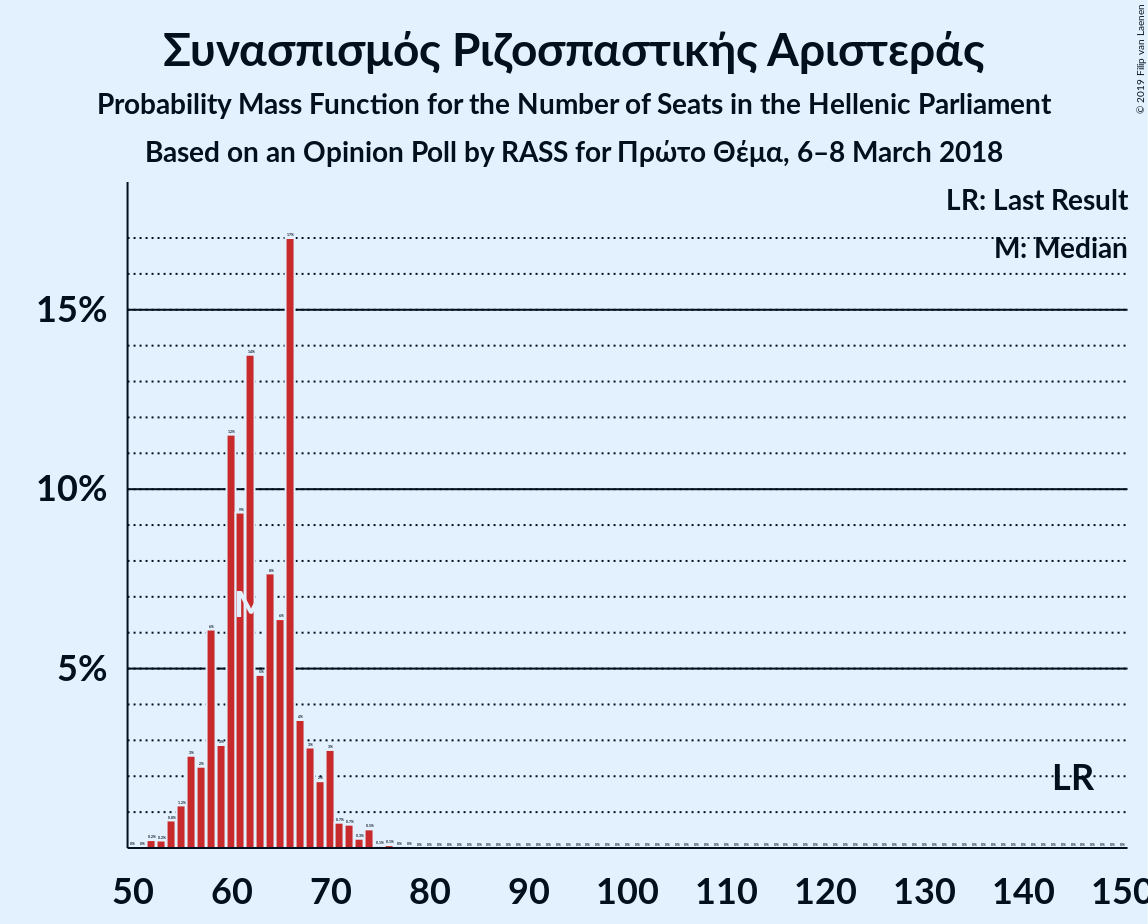 Συνασπισμός Ριζοσπαστικής Αριστεράς
Probability Mass Function for the Number of Seats in the Hellenic Parliament
Based on an Opinion Poll by RASS for Πρώτο Θέμα, 6–8 March 2018
© 2019 Filip van Laenen
LR: Last Result
M: Median
15%
10%
5%
M
LR
50 60 70 80 90 100 110 120 130 140 150